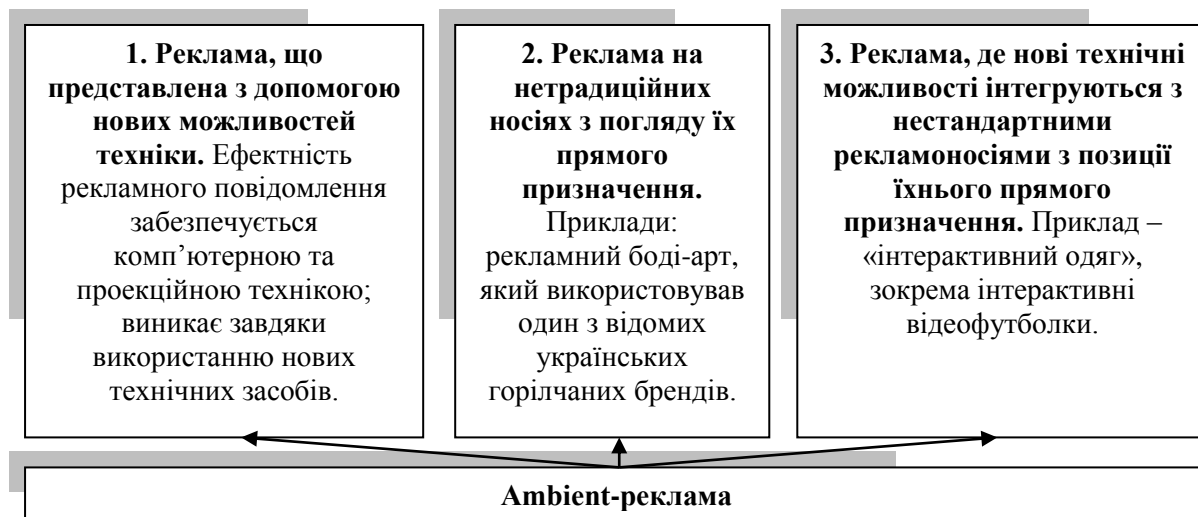 1. Реклама, що
представлена з допомогою
нових можливостей
техніки. Ефектність
рекламного повідомлення
забезпечується
комп’ютерною та
проекційною технікою;
виникає завдяки
використанню нових
технічних засобів.
2. Реклама на
нетрадиційних
носіях з погляду їх
прямого
призначення.
Приклади:
рекламний боді-арт,
який використовував
один з відомих
українських
горілчаних брендів.
3. Реклама, де нові технічні
можливості інтегруються з
нестандартними
рекламоносіями з позиції
їхнього прямого
призначення. Приклад –
«інтерактивний одяг»,
зокрема інтерактивні
відеофутболки.
Ambient-реклама